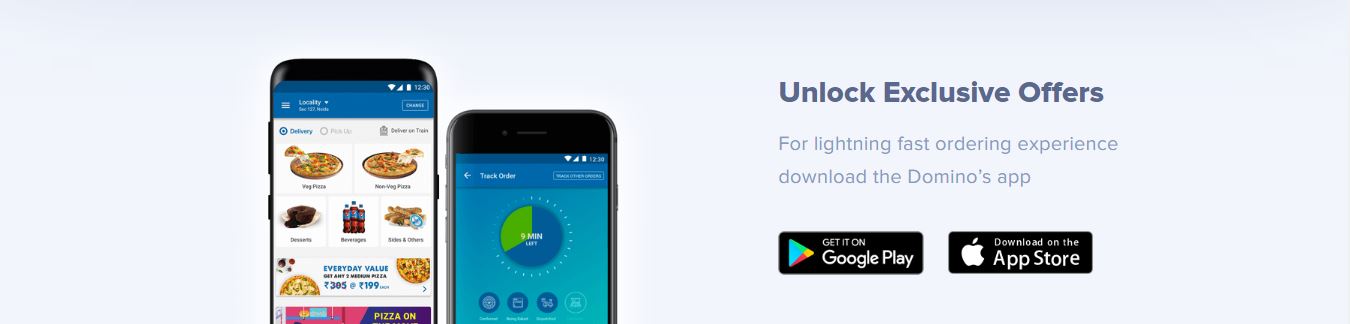 12:30
Locality
Sec 127, Noida
CHANGE
Delivery
Pick Up
Deliver on Train
Veg Pizza
Non-Veg Pizza
Desserts
Beverages
Sides & Others
EVERYDAY VALUE
GET ANY 2 MEDIUM PIZZA
₹305 @ ₹199 EACH
PIZZA ON
12:30
Track Order
TRACK OTHER ORDERS
9 MIN
LEFT
Confirmed
Being Baked
Dispatched
Unlock Exclusive Offers
For lightning fast ordering experience
download the Domino's app
GET IT ON
Google Play
Download on the
App Store